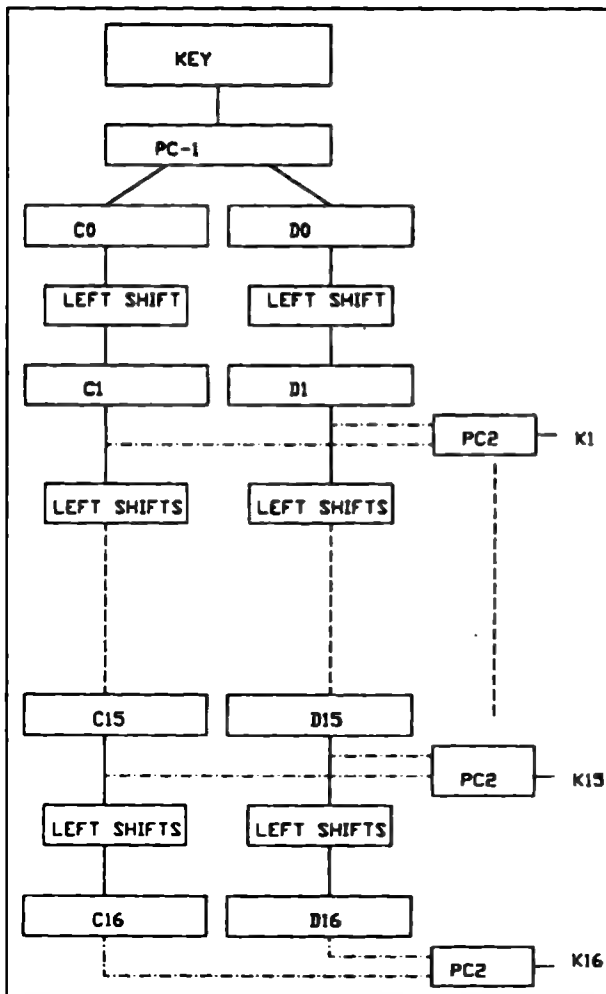 KEY
PC-1
C0 D0
LEFT SHIFT LEFT SHIFT
C1 D1
PC2 K1
LEFT SHIFTS LEFT SHIFTS
C15 D15
PC2 K15
LEFT SHIFTS LEFT SHIFTS
C16 D16
PC2 K16